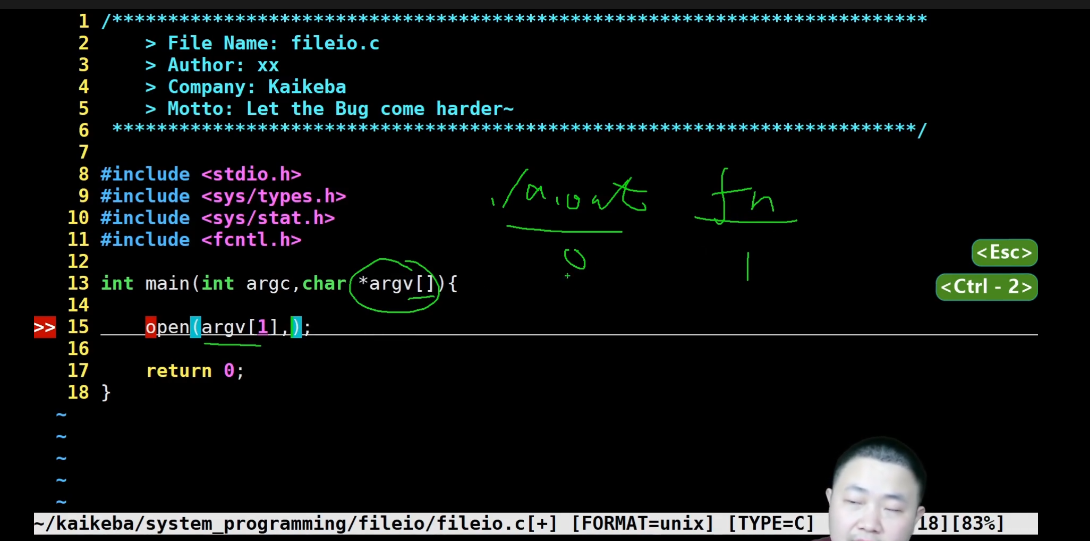 1 /*************************************************************************
2     > File Name: fileio.c
3     > Author: xx
4     > Company: Kaikeba
5     > Motto: Let the Bug come harder~
6  ************************************************************************/
7
8 #include <stdio.h>
9 #include <sys/types.h>
10 #include <sys/stat.h>
11 #include <fcntl.h>
./a.out fn
0 1
12
<Esc>
13 int main(int argc,char *argv[]){
<Ctrl - 2>
14
>> 15     open(argv[1],);
16
17     return 0;
18 }
~
~
~
~
~
~/kaikeba/system_programming/fileio/fileio.c[+] [FORMAT=unix] [TYPE=C] 18][83%]